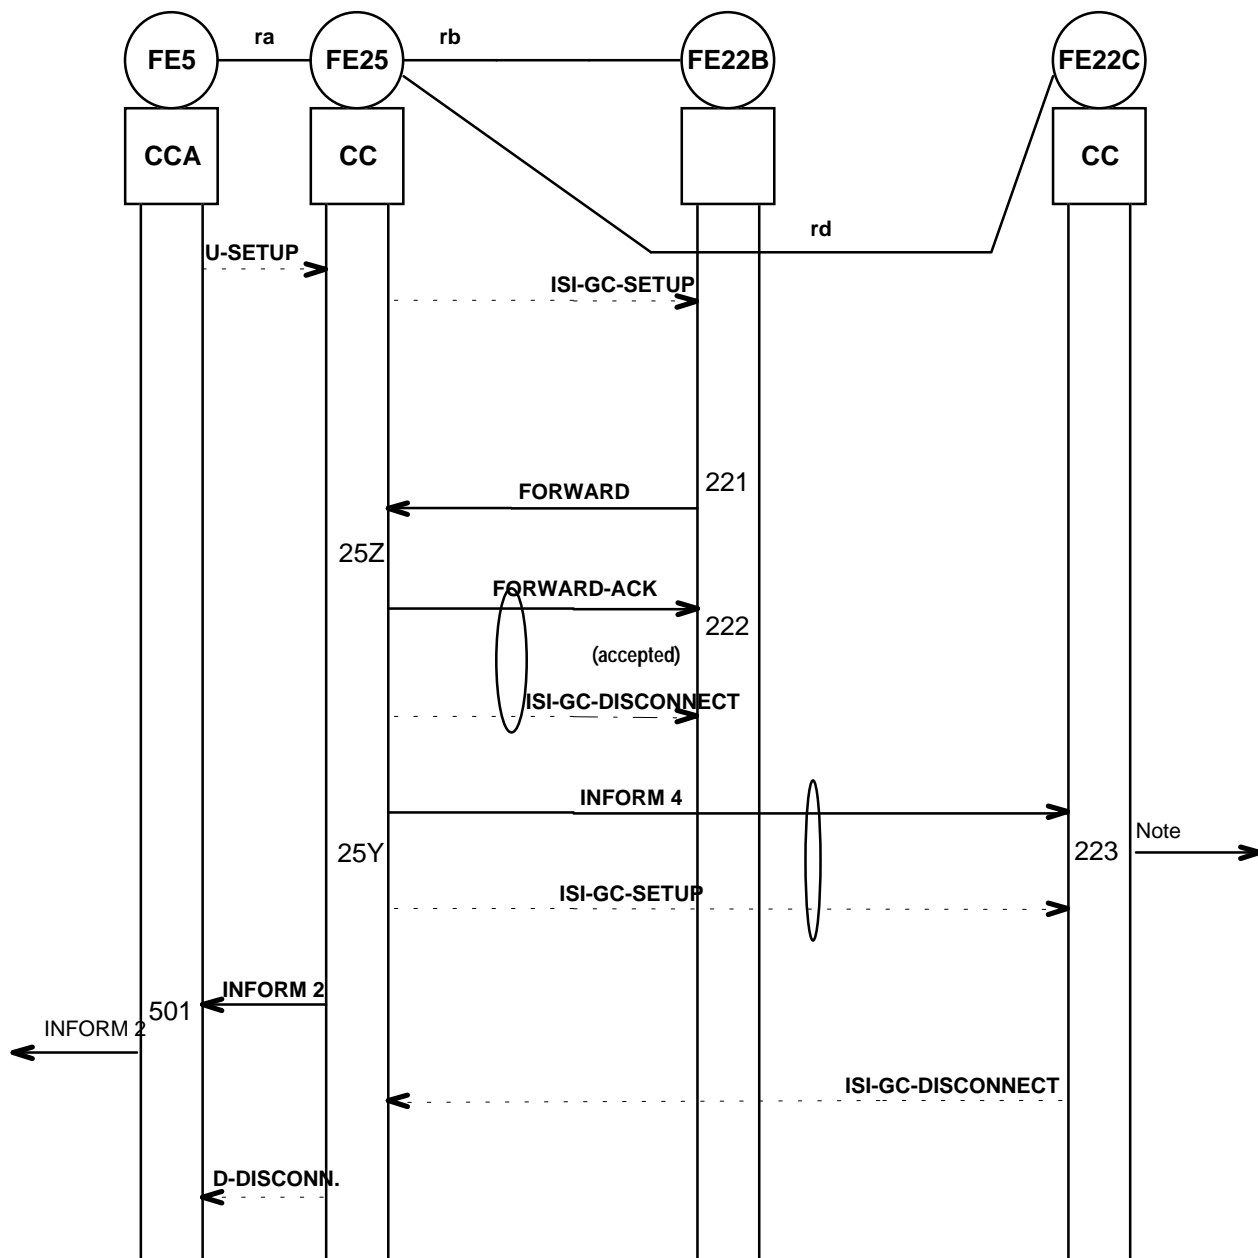 ra
rb
FE5
FE25
FE22B
FE22C
CCA
CC
CC
rd
U-SETUP
ISI-GC-SETUP
221
FORWARD
25Z
FORWARD-ACK
222
(accepted)
ISI-GC-DISCONNECT
INFORM 4
Note
25Y
223
ISI-GC-SETUP
INFORM 2
501
INFORM 2
ISI-GC-DISCONNECT
D-DISCONN.